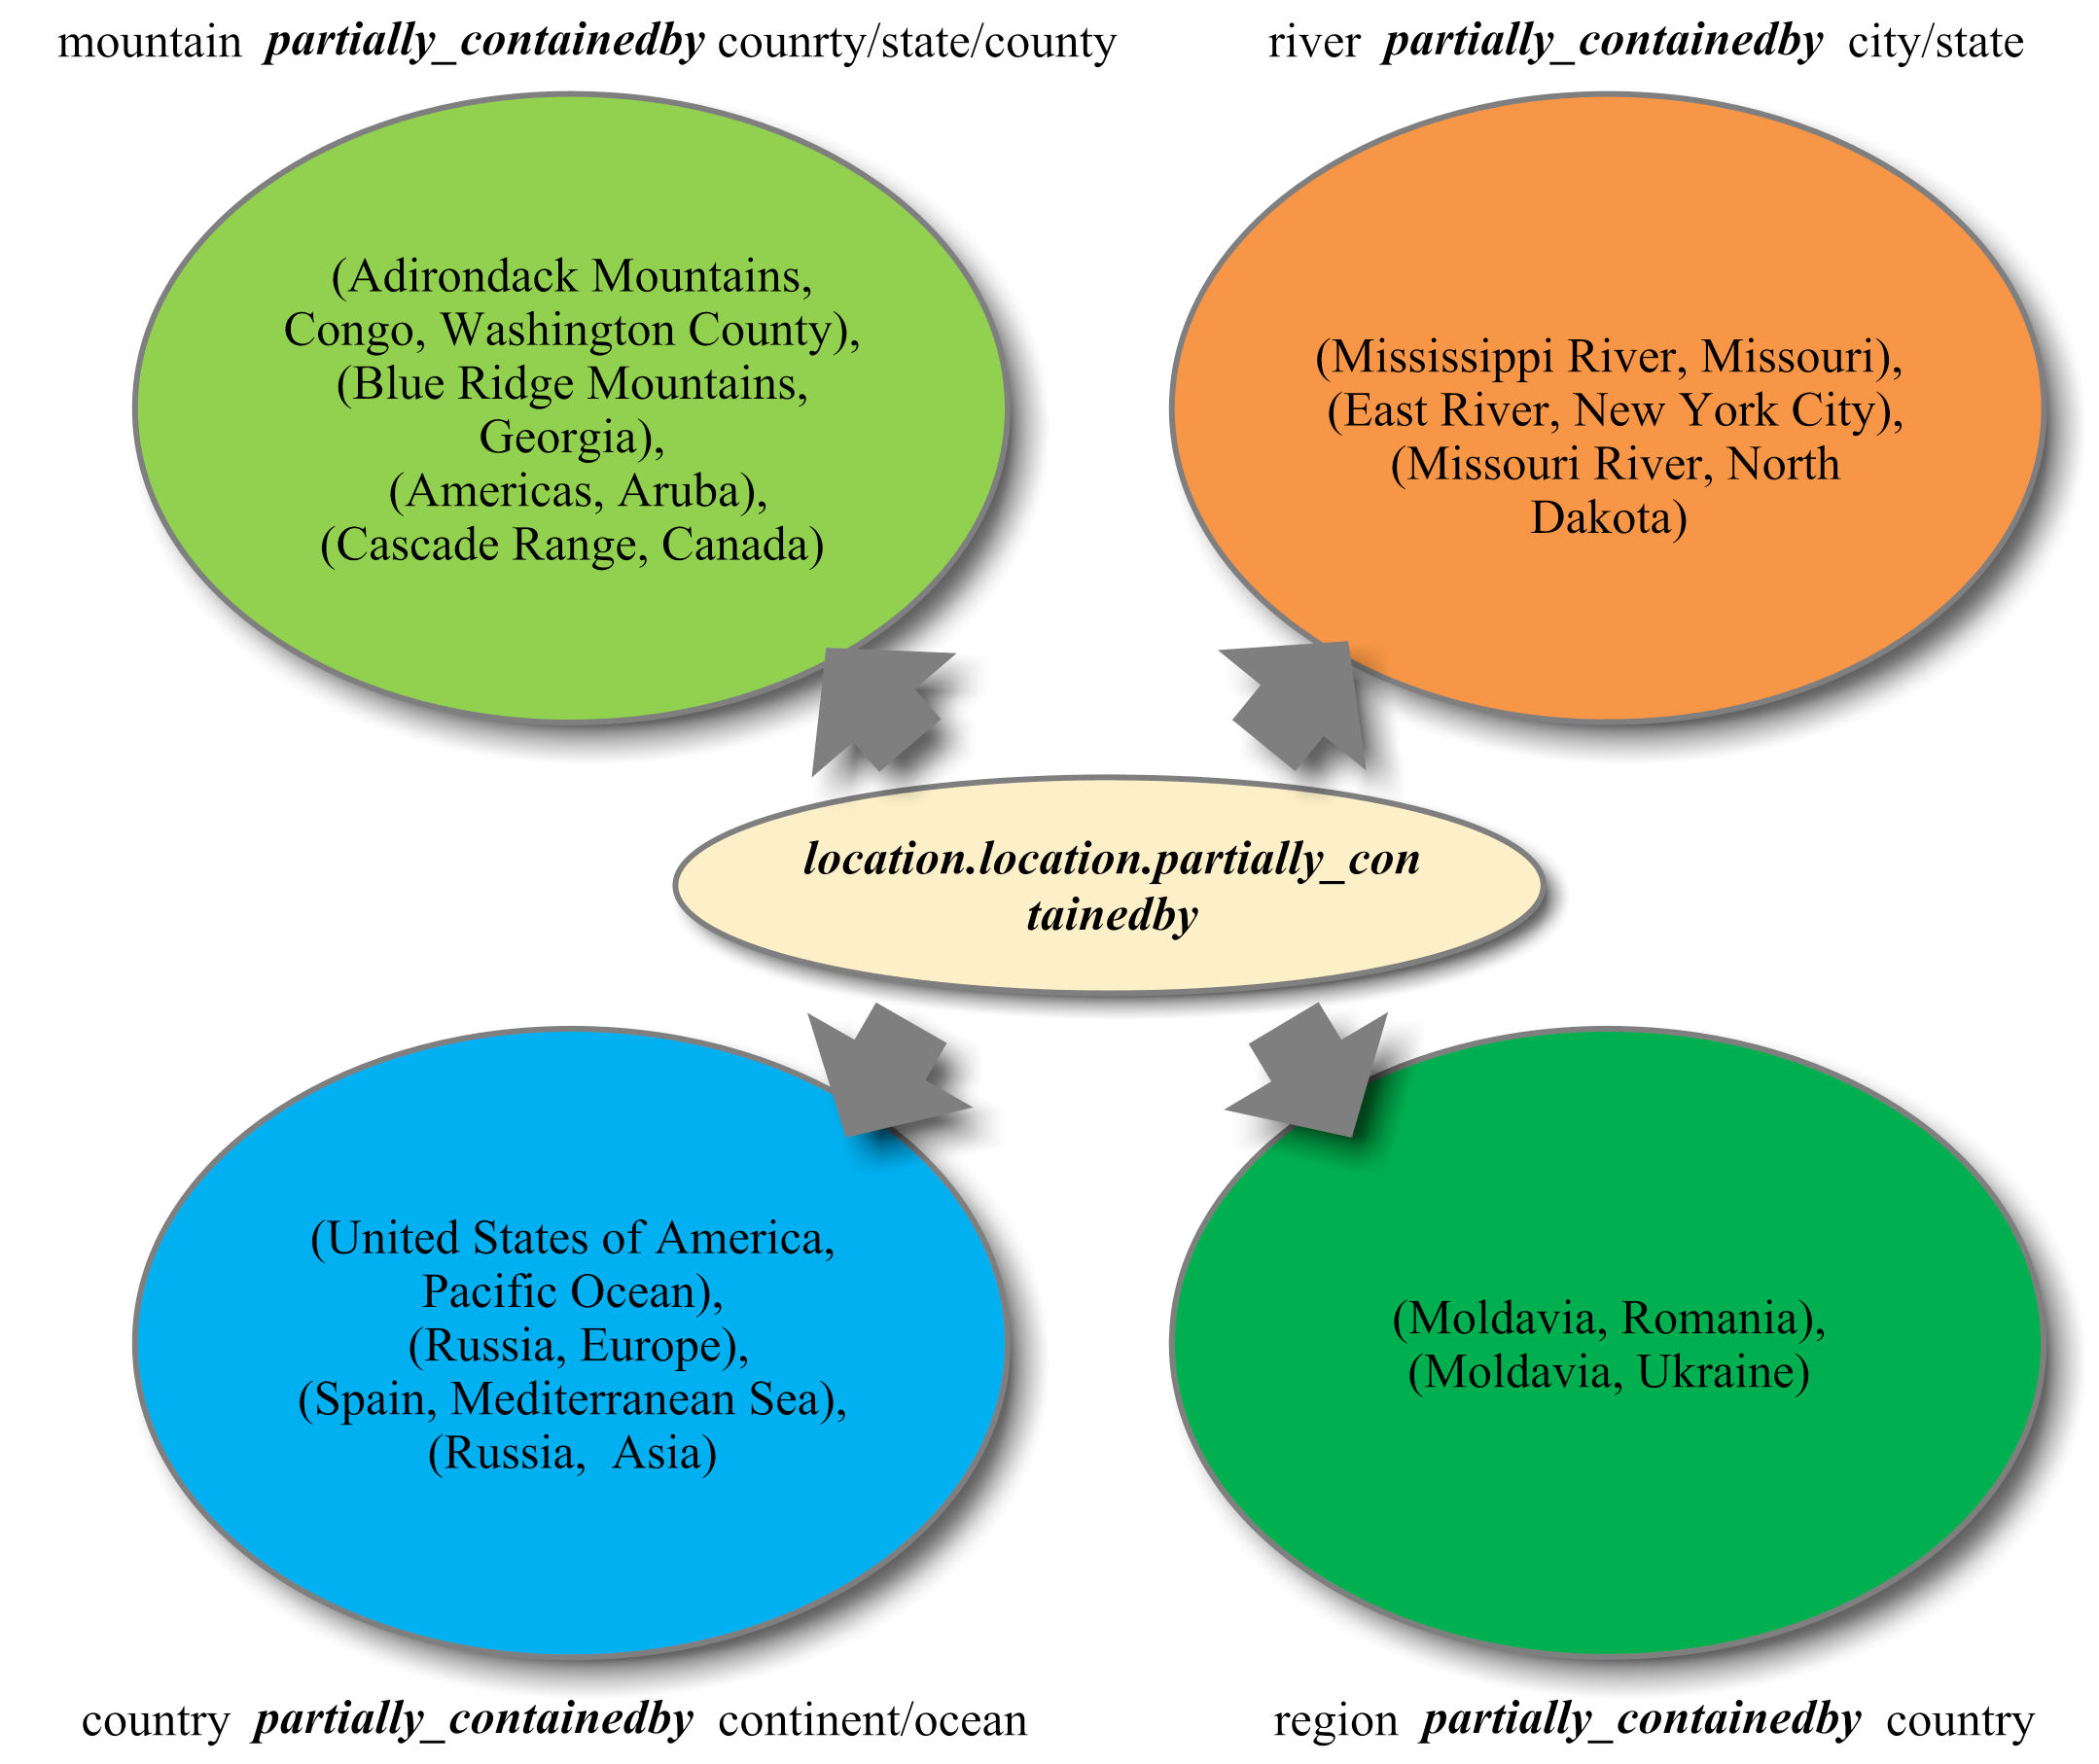 mountain partially_containedby counrty/state/county
river partially_containedby city/state
(Adirondack Mountains,
Congo, Washington County),
(Blue Ridge Mountains,
Georgia),
(Americas, Aruba),
(Cascade Range, Canada)
(Mississippi River, Missouri),
(East River, New York City),
(Missouri River, North
Dakota)
location.location.partially_con
tainedby
(United States of America,
Pacific Ocean),
(Russia, Europe),
(Spain, Mediterranean Sea),
(Russia, Asia)
(Moldavia, Romania),
(Moldavia, Ukraine)
country partially_containedby continent/ocean
region partially_containedby country